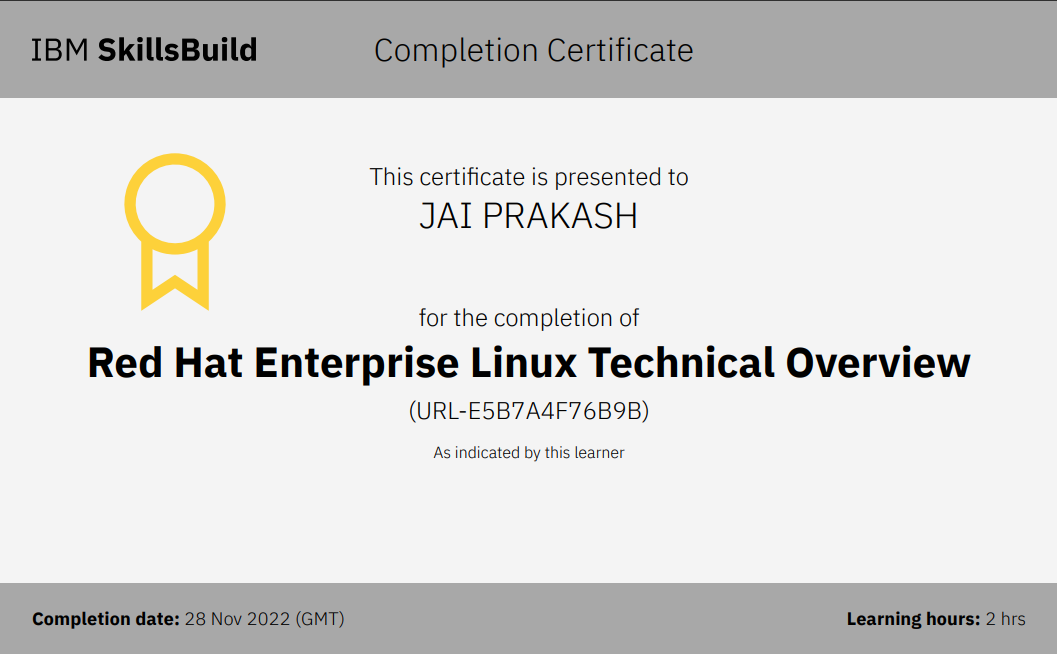 IBM SkillsBuild
Completion Certificate
This certificate is presented to
JAI PRAKASH
for the completion of
Red Hat Enterprise Linux Technical Overview
(URL-E5B7A4F76B9B)
As indicated by this learner
Completion date: 28 Nov 2022 (GMT)
Learning hours: 2 hrs